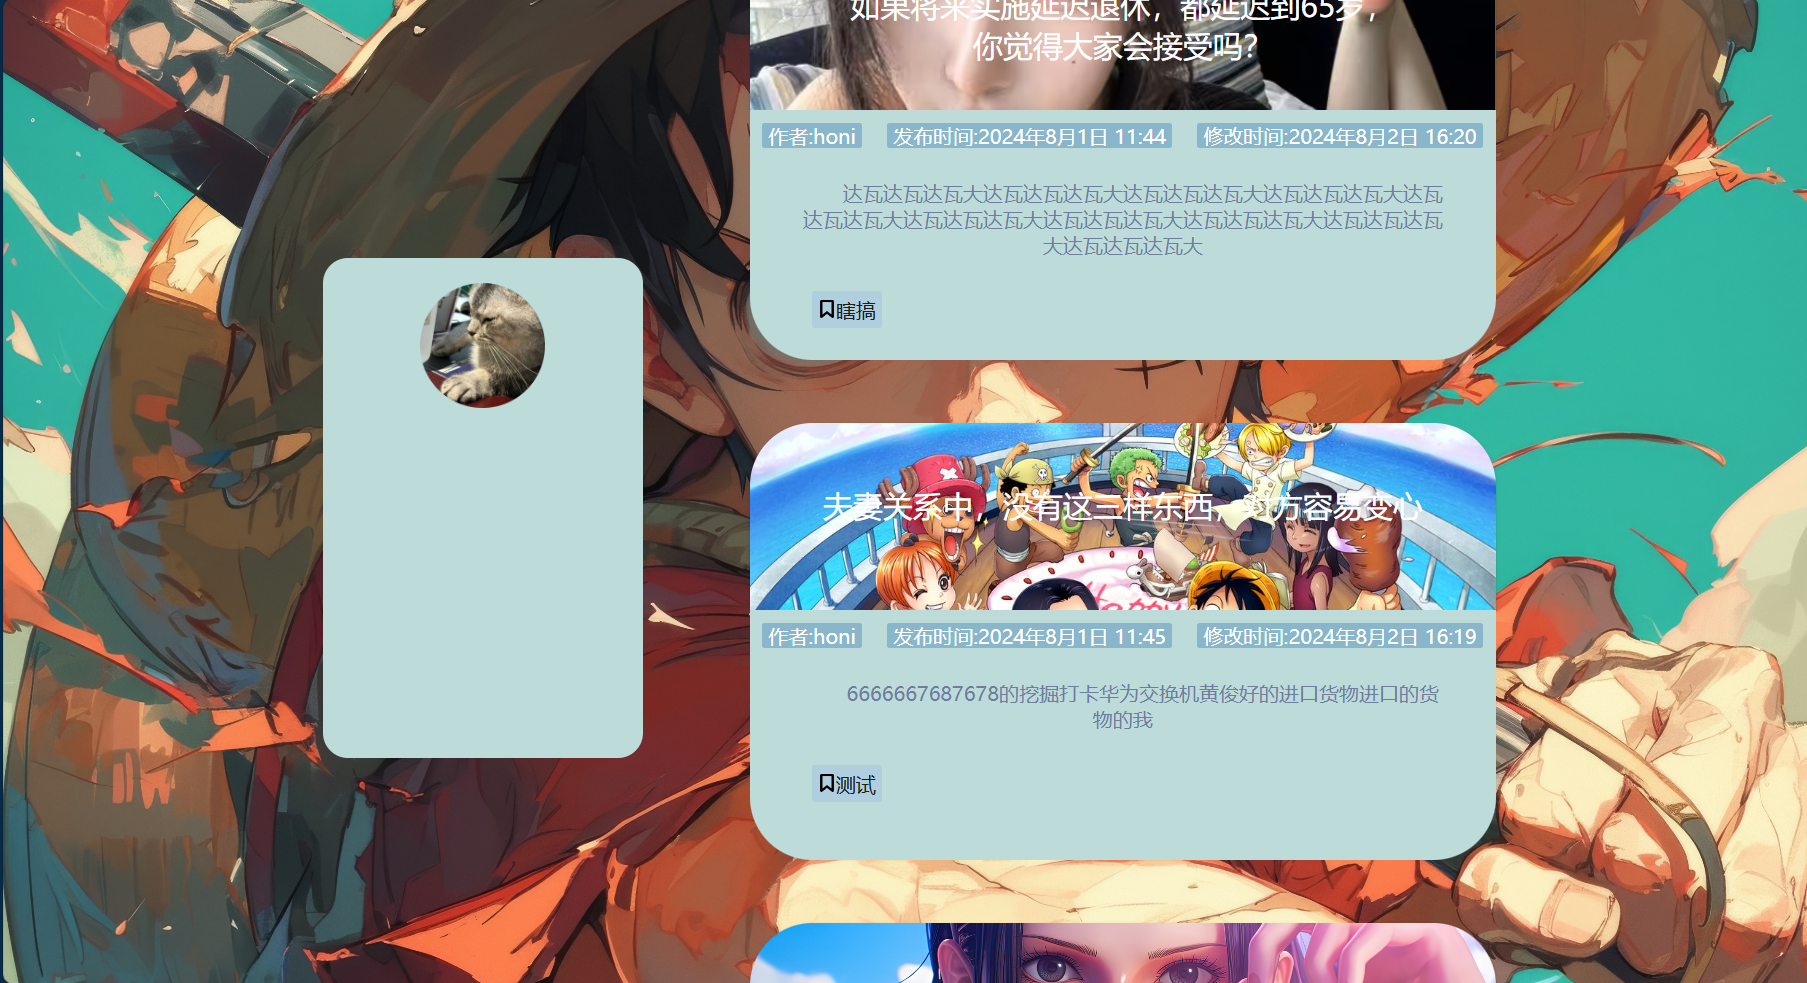 如果将来实施延迟退休，都延迟到65岁，
你觉得大家会接受吗？
作者:honi 发布时间:2024年8月1日 11:44 修改时间:2024年8月2日 16:20
达瓦达瓦达瓦大达瓦达瓦达瓦大达瓦达瓦达瓦大达瓦达瓦达瓦大达瓦
达瓦达瓦大达瓦达瓦达瓦大达瓦达瓦达瓦大达瓦达瓦达瓦大达瓦达瓦达瓦
大达瓦达瓦达瓦大
瞎搞
夫妻关系中，没有这三样东西，对方容易变心
Happy
作者:honi 发布时间:2024年8月1日 11:45 修改时间:2024年8月2日 16:19
6666667687678的挖掘打卡华为交换机黄俊好的进口货物进口的货
物的我
测试